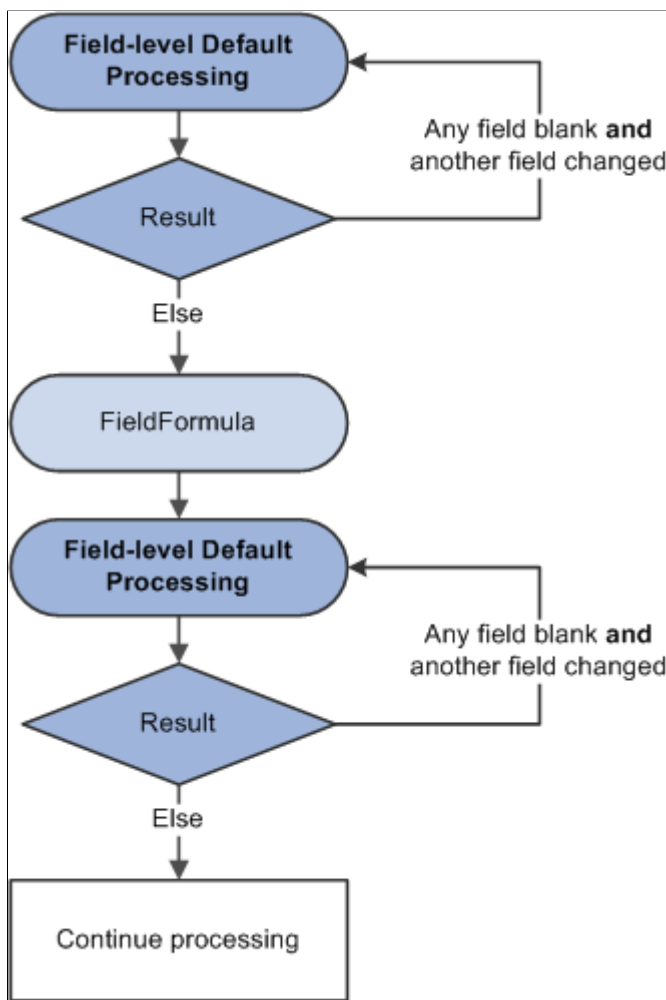 Field-level Default
Processing
Any field blank and
another field changed
Result
Else
FieldFormula
Field-level Default
Processing
Any field blank and
another field changed
Result
Else
Continue processing